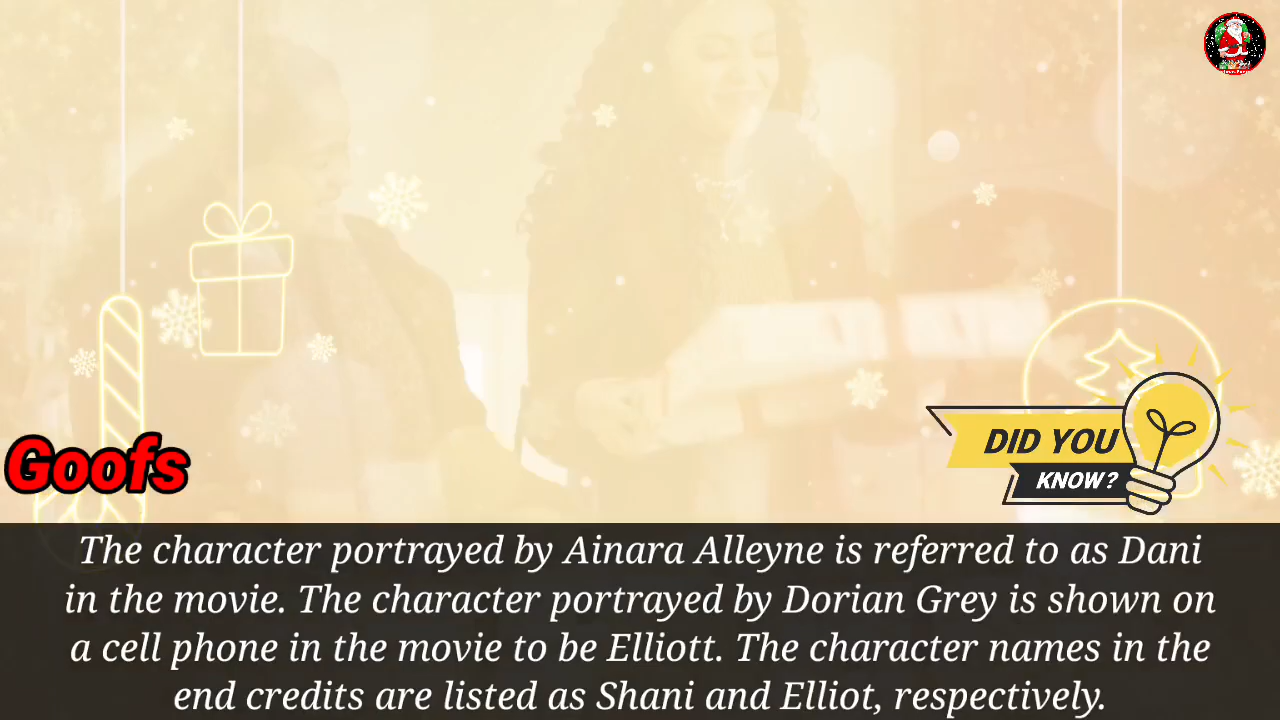 Goofs
DID YOU
KNOW?
The character portrayed by Ainara Alleyne is referred to as Dani
in the movie. The character portrayed by Dorian Grey is shown on
a cell phone in the movie to be Elliott. The character names in the
end credits are listed as Shani and Elliot, respectively.